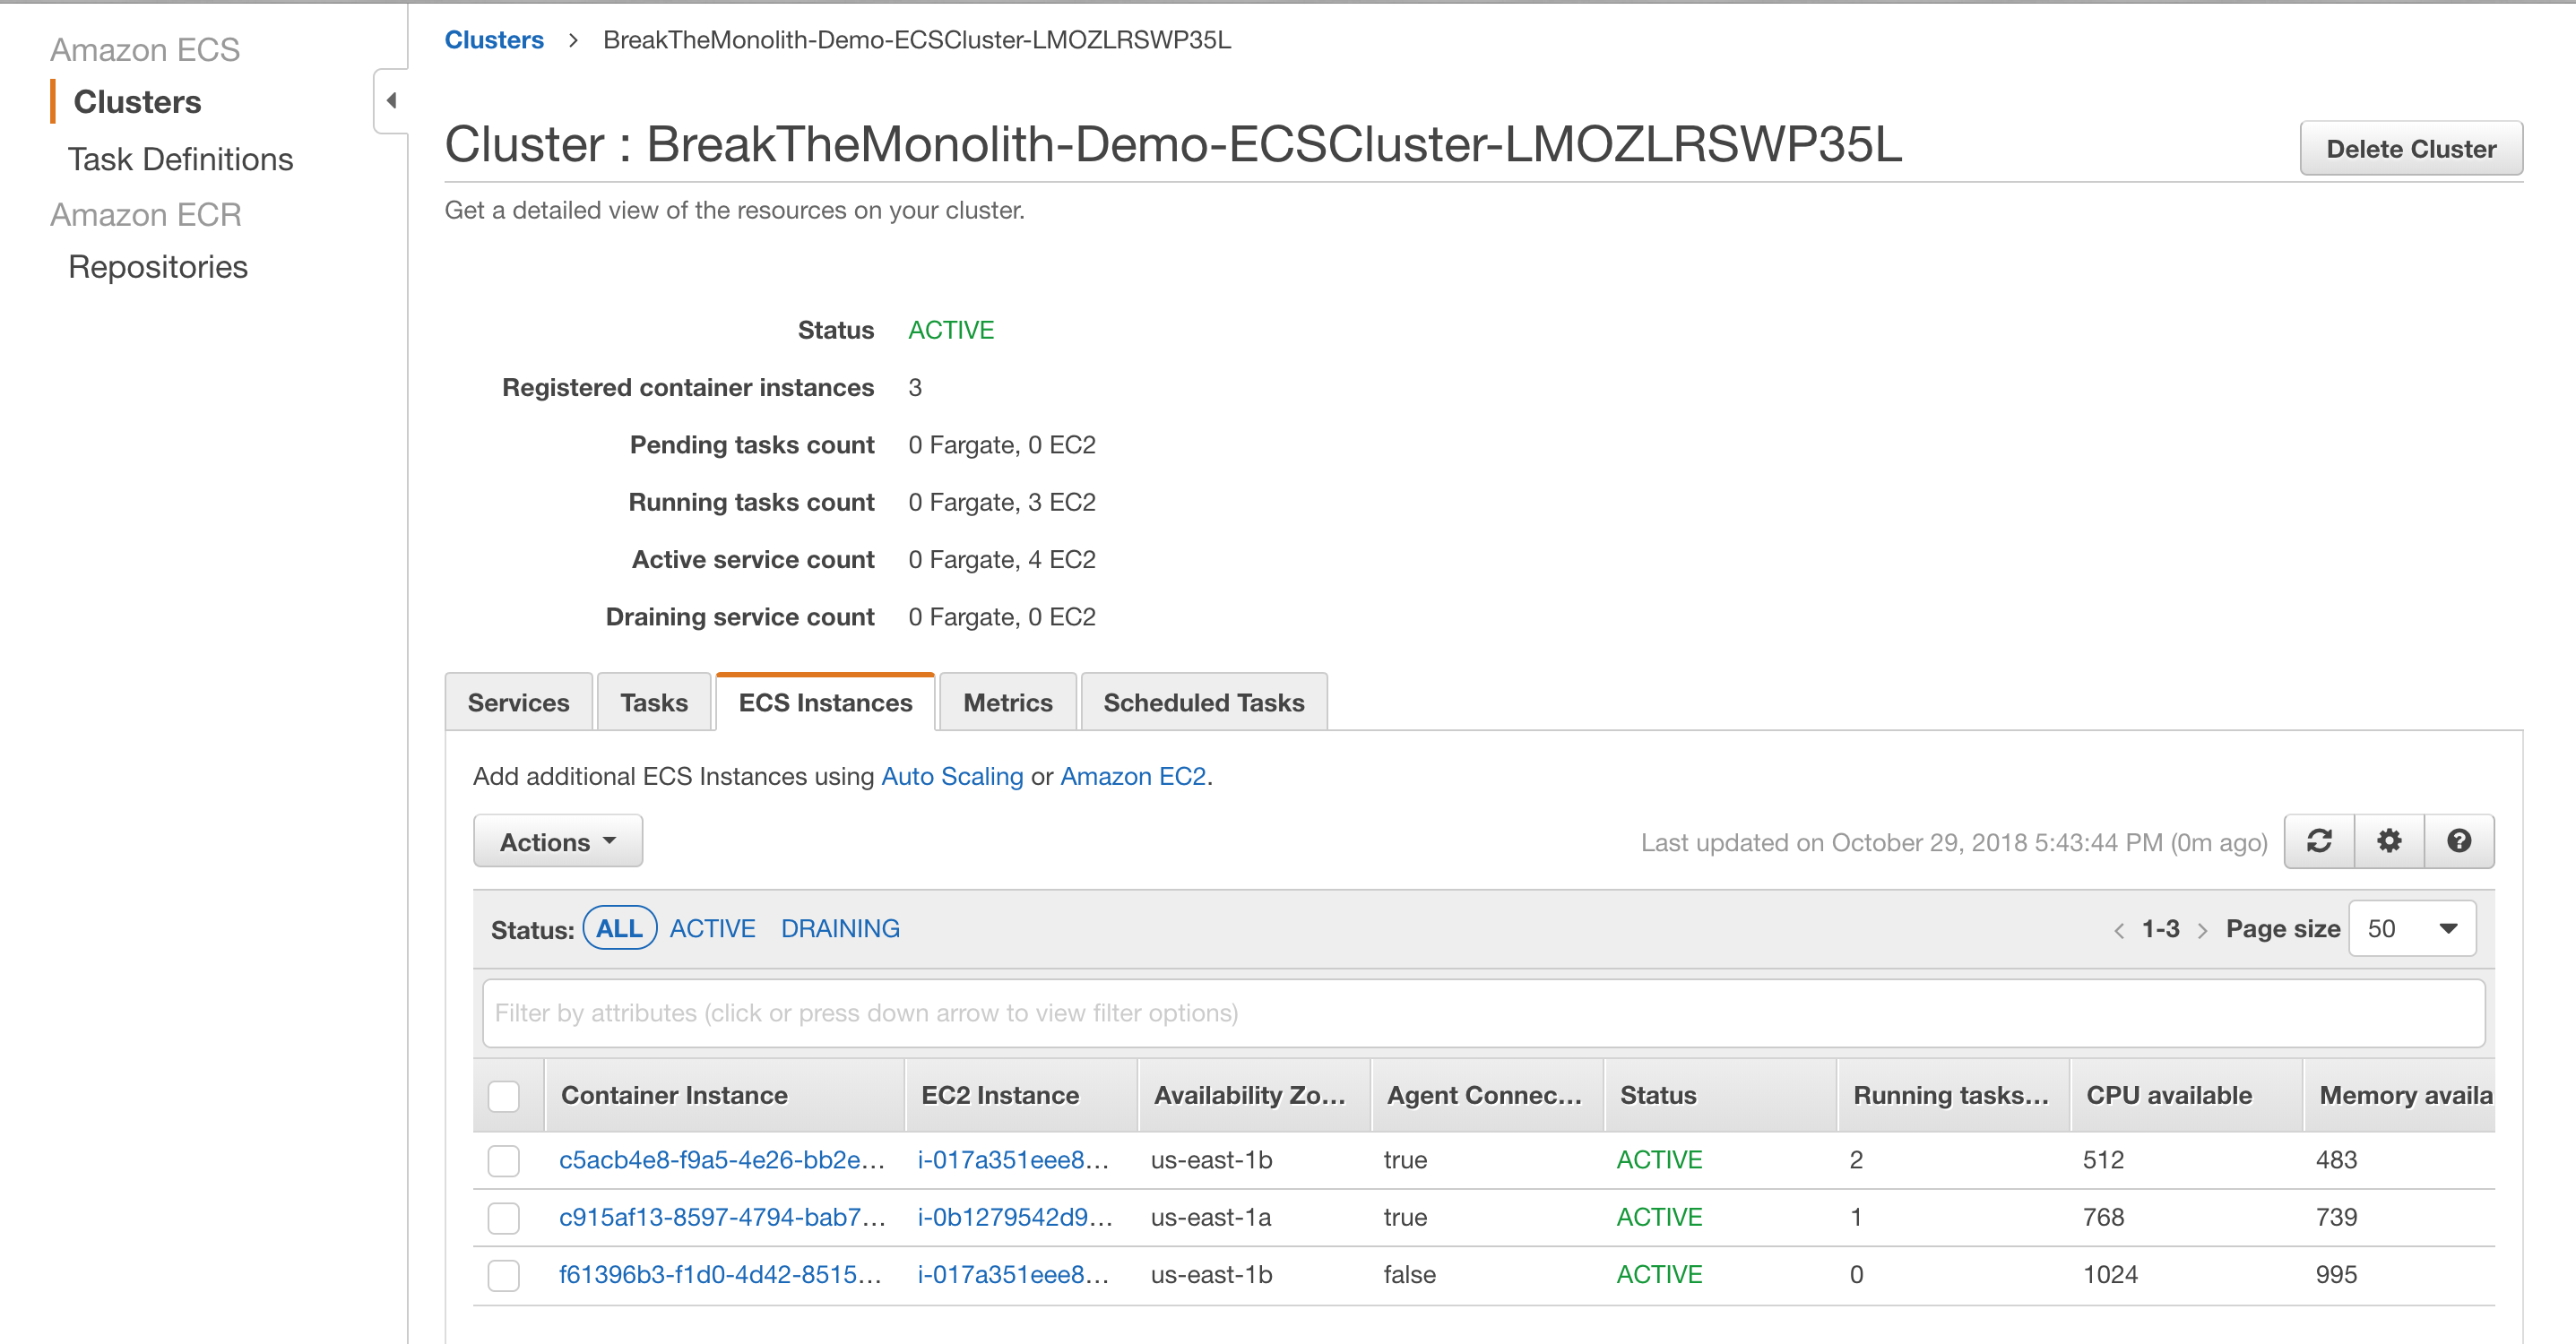 Amazon ECS
Clusters
Task Definitions
Amazon ECR
Repositories
Clusters > BreakTheMonolith-Demo-ECSCluster-LMOZLRSWP35L
Cluster : BreakTheMonolith-Demo-ECSCluster-LMOZLRSWP35L
Delete Cluster
Get a detailed view of the resources on your cluster.
Status ACTIVE
Registered container instances 3
Pending tasks count 0 Fargate, 0 EC2
Running tasks count 0 Fargate, 3 EC2
Active service count 0 Fargate, 4 EC2
Draining service count 0 Fargate, 0 EC2
Services Tasks ECS Instances Metrics Scheduled Tasks
Add additional ECS Instances using Auto Scaling or Amazon EC2.
Actions Last updated on October 29, 2018 5:43:44 PM (0m ago)
Status: ALL ACTIVE DRAINING < 1-3 > Page size 50
Filter by attributes (click or press down arrow to view filter options)
Container Instance EC2 Instance Availability Zo... Agent Connec... Status Running tasks... CPU available Memory availa
c5acb4e8-f9a5-4e26-bb2e... i-017a351eee8... us-east-1b true ACTIVE 2 512 483
c915af13-8597-4794-bab7... i-0b1279542d9... us-east-1a true ACTIVE 1 768 739
f61396b3-f1d0-4d42-8515... i-017a351eee8... us-east-1b false ACTIVE 0 1024 995